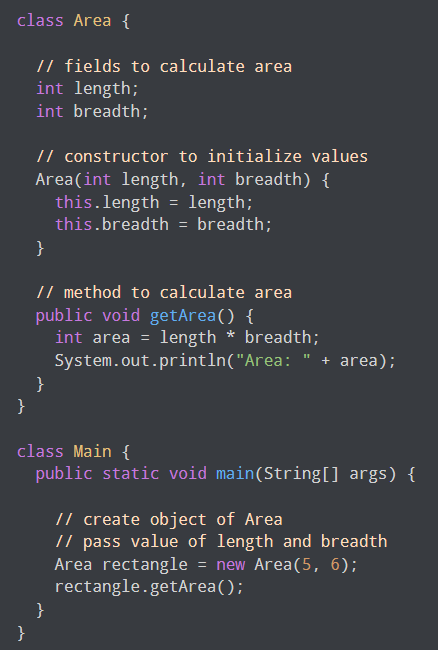 class Area {

  // fields to calculate area
  int length;
  int breadth;

  // constructor to initialize values
  Area(int length, int breadth) {
    this.length = length;
    this.breadth = breadth;
  }

  // method to calculate area
  public void getArea() {
    int area = length * breadth;
    System.out.println("Area: " + area);
  }
}

class Main {
  public static void main(String[] args) {

    // create object of Area
    // pass value of length and breadth
    Area rectangle = new Area(5, 6);
    rectangle.getArea();
  }
}